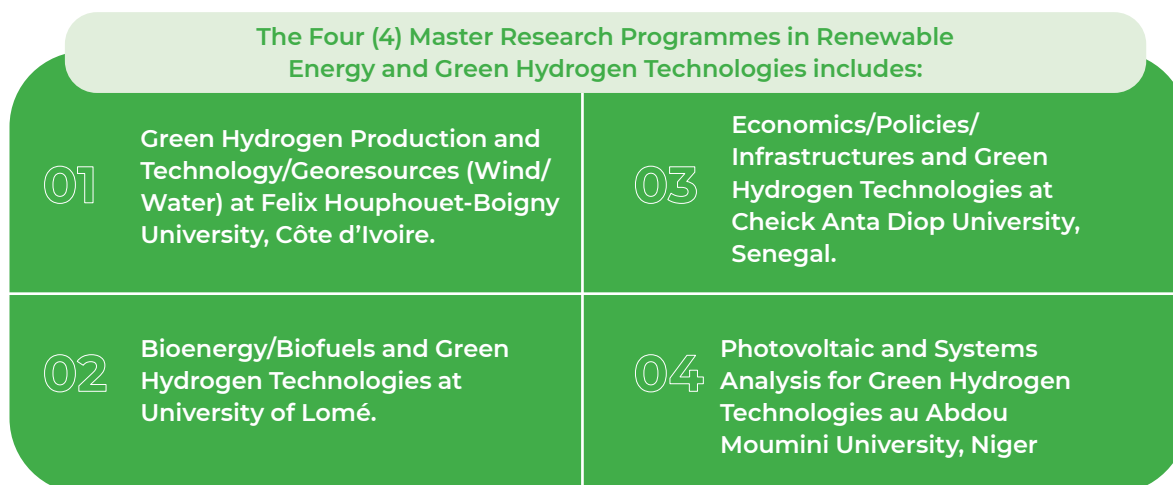 The Four (4) Master Research Programmes in Renewable
Energy and Green Hydrogen Technologies includes:
01
Green Hydrogen Production and
Technology/Georesources (Wind/
Water) at Felix Houphouet-Boigny
University, Côte d’Ivoire.
02
Bioenergy/Biofuels and Green
Hydrogen Technologies at
University of Lomé.
03
Economics/Policies/
Infrastructures and Green
Hydrogen Technologies at
Cheick Anta Diop University,
Senegal.
04
Photovoltaic and Systems
Analysis for Green Hydrogen
Technologies au Abdou
Moumini University, Niger